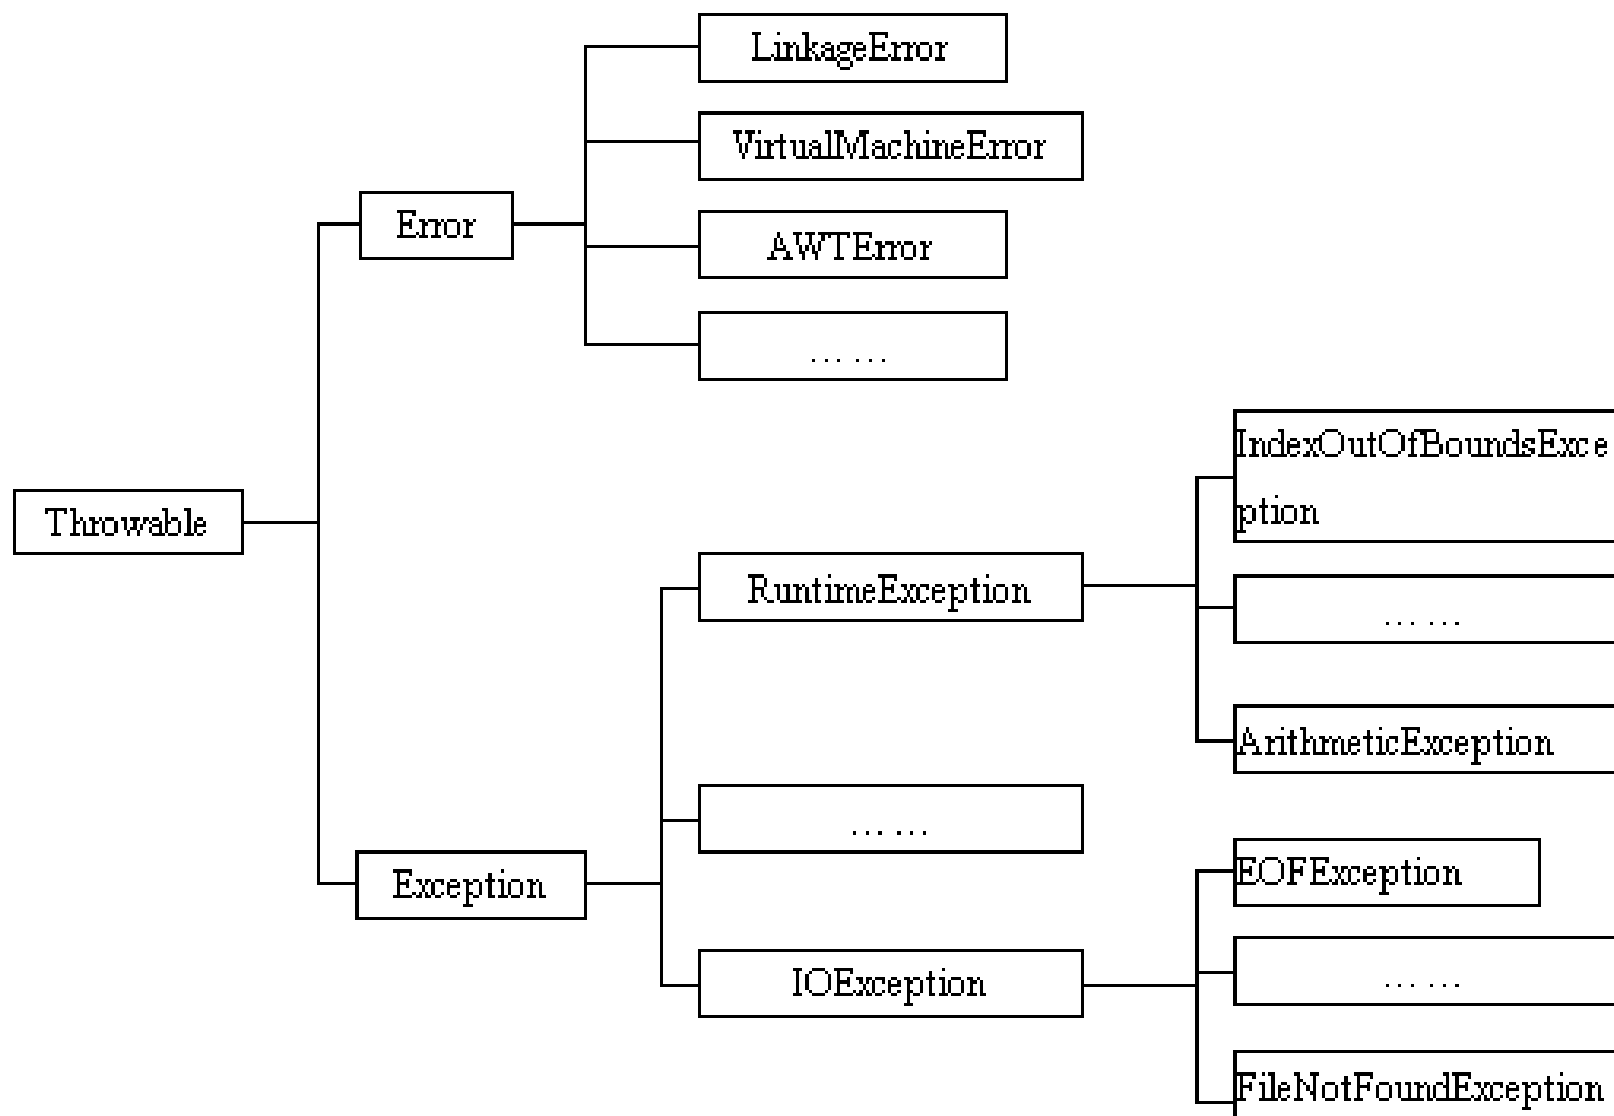 LinkageError
VirtualMachineError
Error
AWTError
… …
IndexOutOfBoundsExce
ption
Throwable
RuntimeException
… …
ArithmeticException
… …
Exception
EOFException
IOException
… …
FileNotFoundException